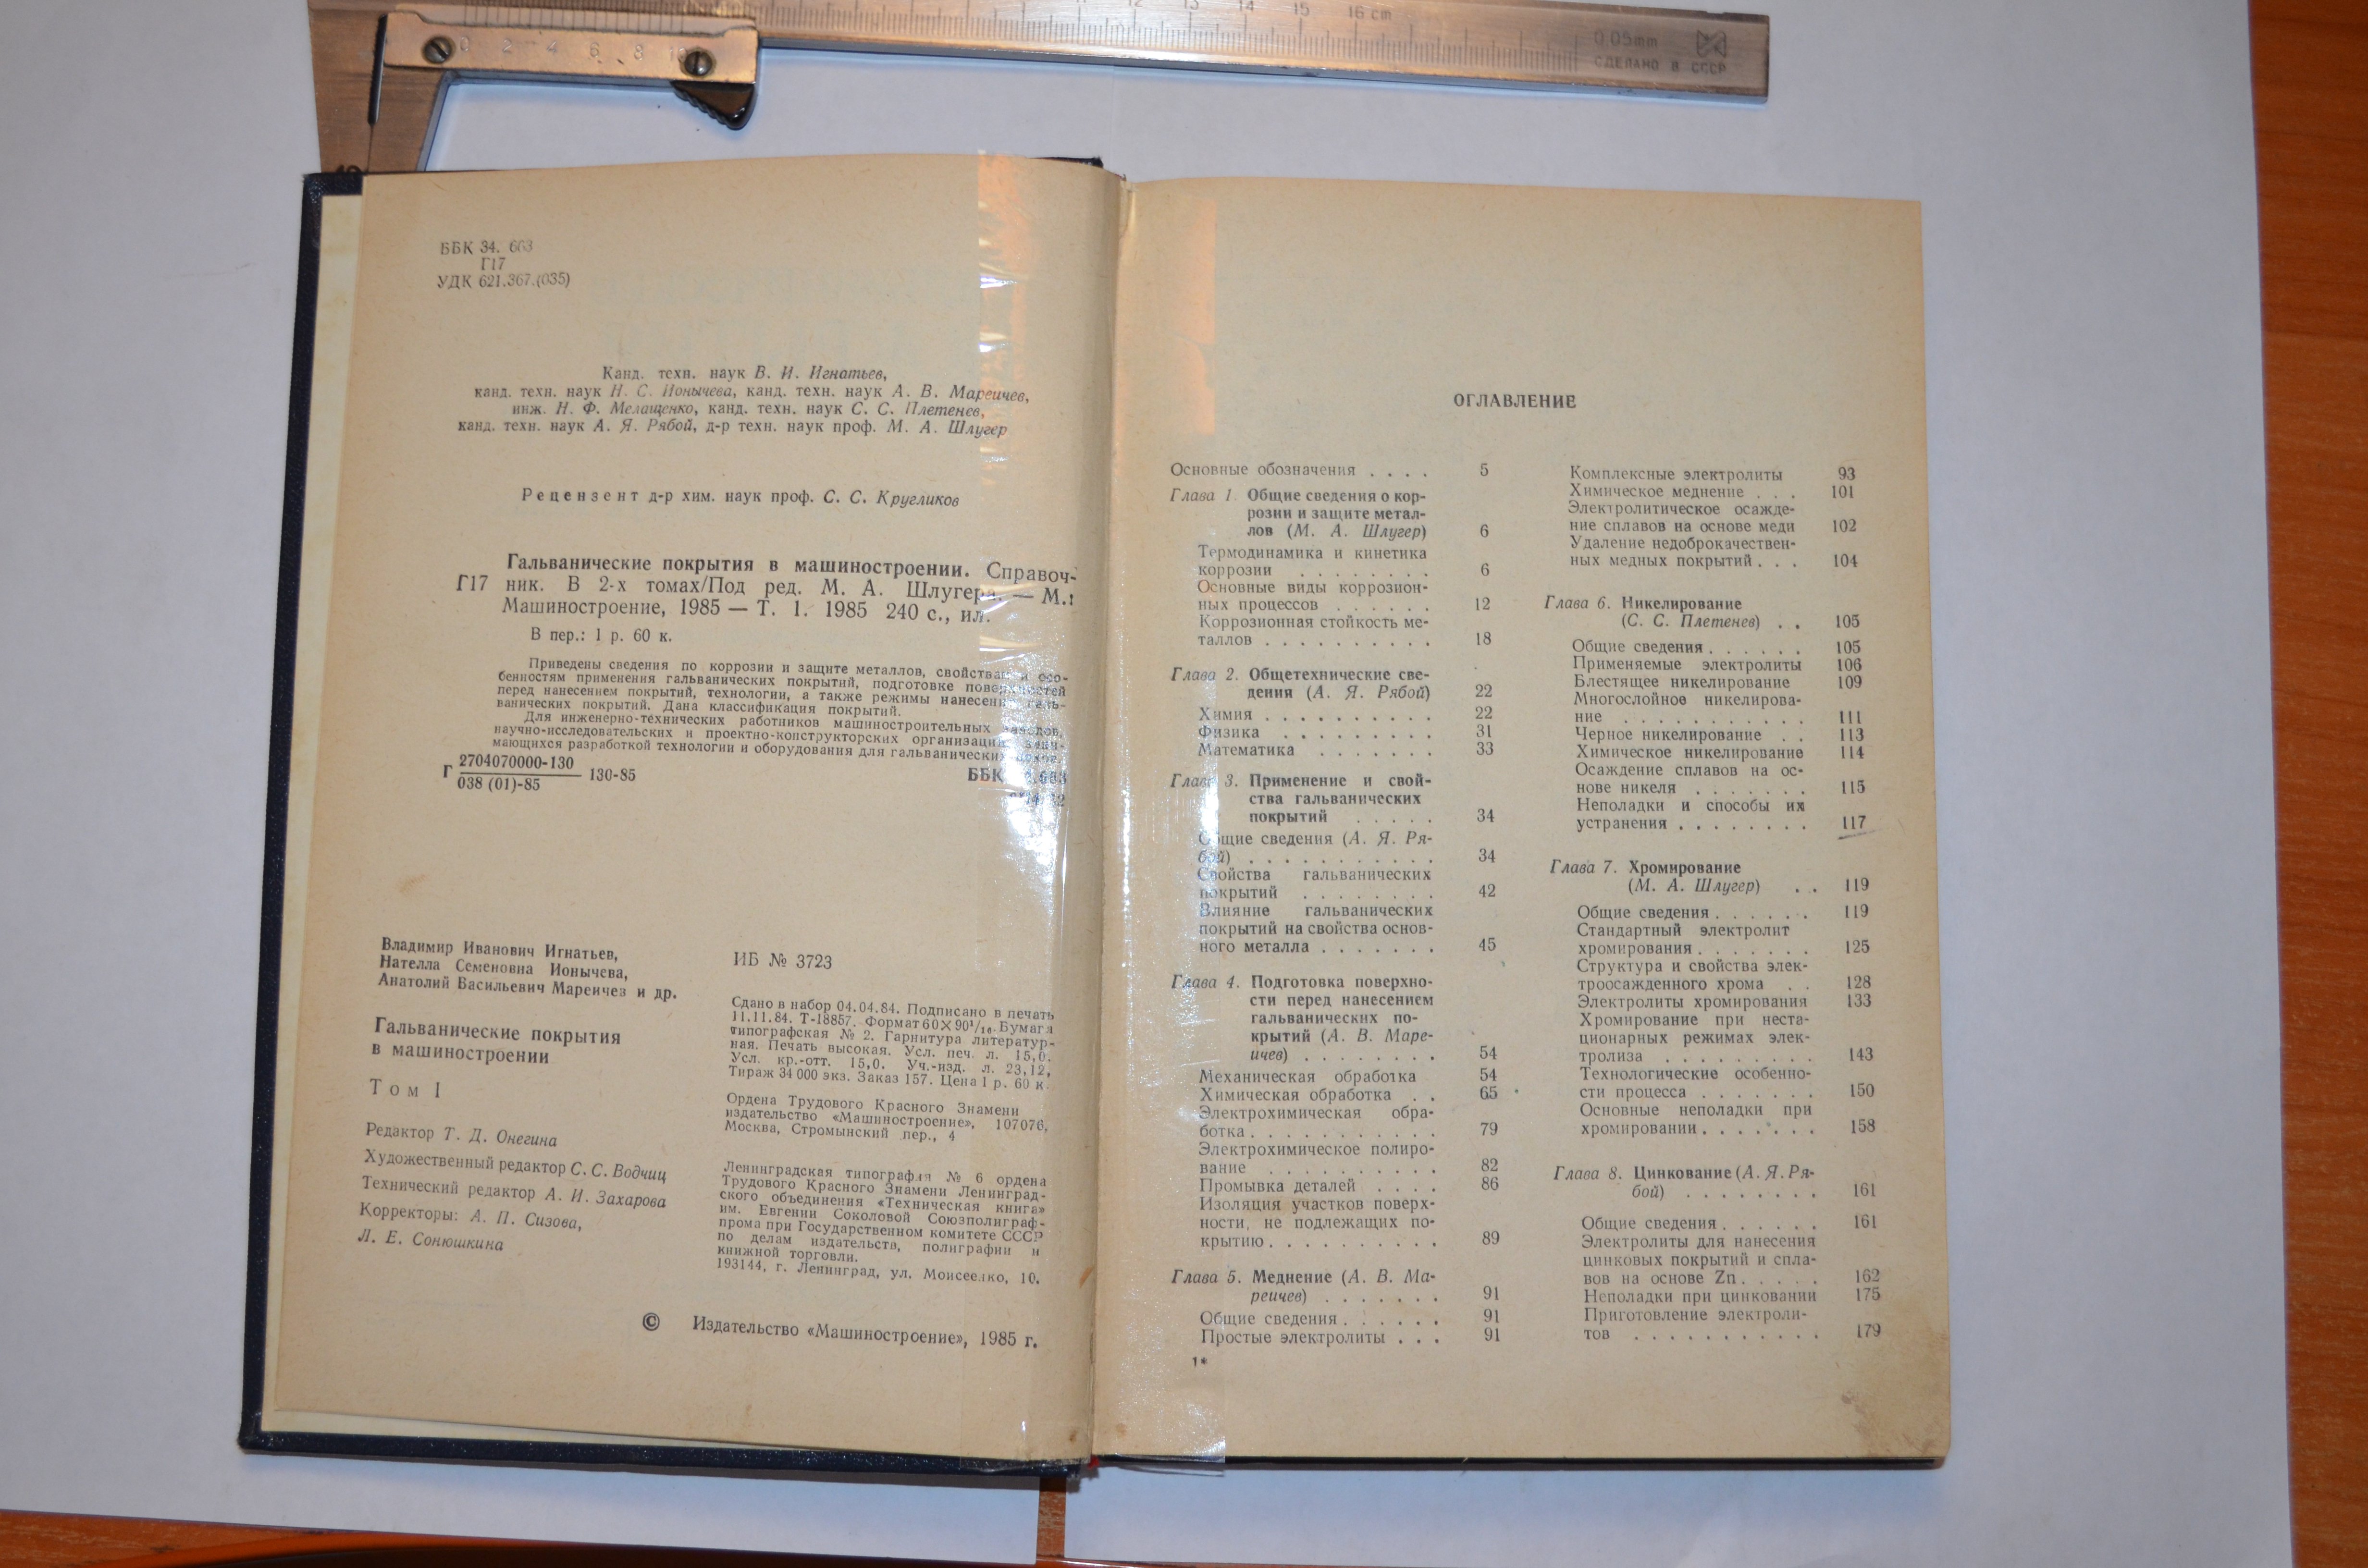 0 2 4 6 8 10
11 12 13 14 15 16 cm
0,05mm
СДЕЛАНО В СССР
ББК 34. 663
Г17
УДК 621.367.(035)
Канд. техн. наук В. И. Игнатьев,
канд. техн. наук Н. С. Ионычева, канд. техн. наук А. В. Мареичев,
инж. Н. Ф. Мелащенко, канд. техн. наук С. С. Плетенев,
канд. техн. наук А. Я. Рябой, д-р техн. наук проф. М. А. Шлугер
Рецензент д-р хим. наук проф. С. С. Кругликов
Гальванические покрытия в машиностроении. Справоч-
Г17 ник. В 2-х томах/Под ред. М. А. Шлугера. — М.:
Машиностроение, 1985 — Т. 1. 1985 240 с., ил.
В пер.: 1 р. 60 к.
Приведены сведения по коррозии и защите металлов, свойствам и осо-
бенностям применения гальванических покрытий, подготовке поверхностей
перед нанесением покрытий, технологии, а также режимы нанесения галь-
ванических покрытий. Дана классификация покрытий.
Для инженерно-технических работников машиностроительных заводов,
научно-исследовательских и проектно-конструкторских организаций, зани-
мающихся разработкой технологии и оборудования для гальванических цехов.
Г 2704070000-130
038 (01)-85
130-85
ББК
Владимир Иванович Игнатьев,
Нателла Семеновна Ионычева,
Анатолий Васильевич Мареичев и др.
Гальванические покрытия
в машиностроении
Том 1
Редактор Т. Д. Онегина
Художественный редактор С. С. Водчиц
Технический редактор А. И. Захарова
Корректоры: А. П. Сизова,
Л. Е. Сонюшкина
ИБ № 3723
Сдано в набор 04.04.84. Подписано в печать
11.11.84. Т-18857. Формат 60×90¹/₁₆. Бумага
типографская № 2. Гарнитура литератур-
ная. Печать высокая. Усл. печ. л. 15,0.
Усл. кр.-отт. 15,0. Уч.-изд. л. 23,12,
Тираж 34 000 экз. Заказ 157. Цена 1 р. 60 к.
Ордена Трудового Красного Знамени
издательство «Машиностроение», 107076,
Москва, Стромынский пер., 4
Ленинградская типография № 6 ордена
Трудового Красного Знамени Ленинград-
ского объединения «Техническая книга»
им. Евгении Соколовой Союзполиграф-
прома при Государственном комитете СССР
по делам издательств, полиграфии и
книжной торговли.
193144, г. Ленинград, ул. Моисеенко, 10.
© Издательство «Машиностроение», 1985 г.
ОГЛАВЛЕНИЕ
Основные обозначения . . . . 5
Глава 1 Общие сведения о кор-
розии и защите метал-
лов (М. А. Шлугер) 6
Термодинамика и кинетика
коррозии . . . . . . . . 6
Основные виды коррозион-
ных процессов . . . . . . 12
Коррозионная стойкость ме-
таллов . . . . . . . . . . 18
Глава 2. Общетехнические све-
дения (А. Я. Рябой) 22
Химия . . . . . . . . . . 22
Физика . . . . . . . . . 31
Математика . . . . . . . 33
Глава 3. Применение и свой-
ства гальванических
покрытий . . . . . 34
Общие сведения (А. Я. Ря-
бой) . . . . . . . . . . . 34
Свойства гальванических
покрытий . . . . . . . . 42
Влияние гальванических
покрытий на свойства основ-
ного металла . . . . . . . 45
Глава 4. Подготовка поверхно-
сти перед нанесением
гальванических по-
крытий (А. В. Маре-
ичев) . . . . . . . . 54
Механическая обработка 54
Химическая обработка . . 65
Электрохимическая обра-
ботка . . . . . . . . . . . 79
Электрохимическое полиро-
вание . . . . . . . . . . 82
Промывка деталей . . . . 86
Изоляция участков поверх-
ности, не подлежащих по-
крытию . . . . . . . . . . 89
Глава 5. Меднение (А. В. Ма-
реичев) . . . . . . . 91
Общие сведения . . . . . . 91
Простые электролиты . . . 91
1*
Комплексные электролиты 93
Химическое меднение . . . 101
Электролитическое осажде-
ние сплавов на основе меди 102
Удаление недоброкачествен-
ных медных покрытий . . . 104
Глава 6. Никелирование
(С. С. Плетенев) . . 105
Общие сведения . . . . . . 105
Применяемые электролиты 106
Блестящее никелирование 109
Многослойное никелирова-
ние . . . . . . . . . . . 111
Черное никелирование . . 113
Химическое никелирование 114
Осаждение сплавов на ос-
нове никеля . . . . . . . 115
Неполадки и способы их
устранения . . . . . . . . 117
Глава 7. Хромирование
(М. А. Шлугер) . . 119
Общие сведения . . . . . . 119
Стандартный электролит
хромирования . . . . . . . 125
Структура и свойства элек-
троосажденного хрома . . 128
Электролиты хромирования 133
Хромирование при неста-
ционарных режимах элек-
тролиза . . . . . . . . . 143
Технологические особенно-
сти процесса . . . . . . . 150
Основные неполадки при
хромировании . . . . . . . 158
Глава 8. Цинкование (А. Я. Ря-
бой) . . . . . . . . 161
Общие сведения . . . . . . 161
Электролиты для нанесения
цинковых покрытий и спла-
вов на основе Zn . . . . . 162
Неполадки при цинковании 175
Приготовление электроли-
тов . . . . . . . . . . . 179